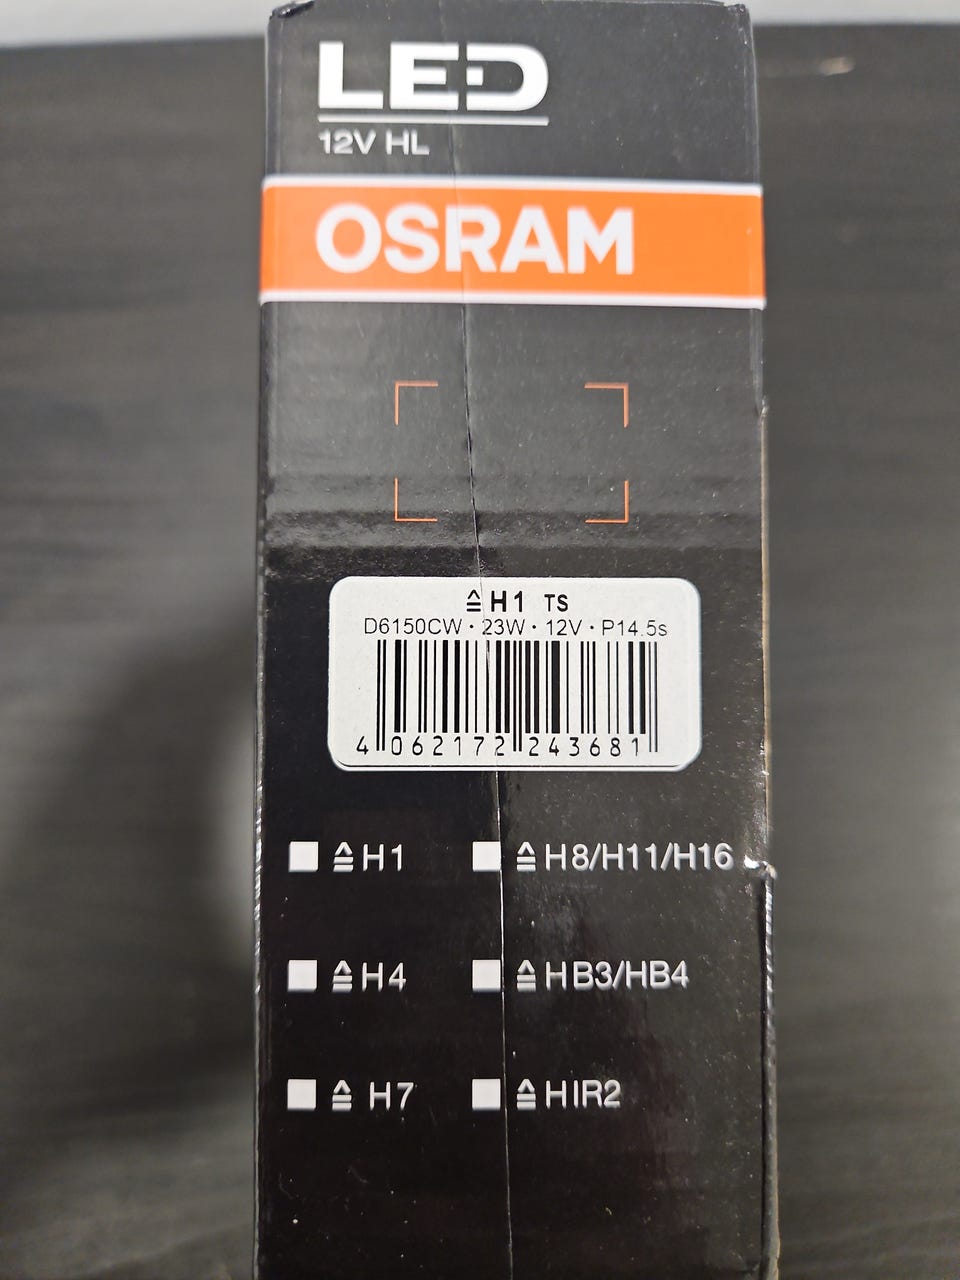 LED
12V HL
OSRAM
≙ H1 TS
D6150CW · 23W · 12V · P14.5s
4 062172 243681
≙ H1
≙ H8/H11/H16
≙ H4
≙ HB3/HB4
≙ H7
≙ HIR2